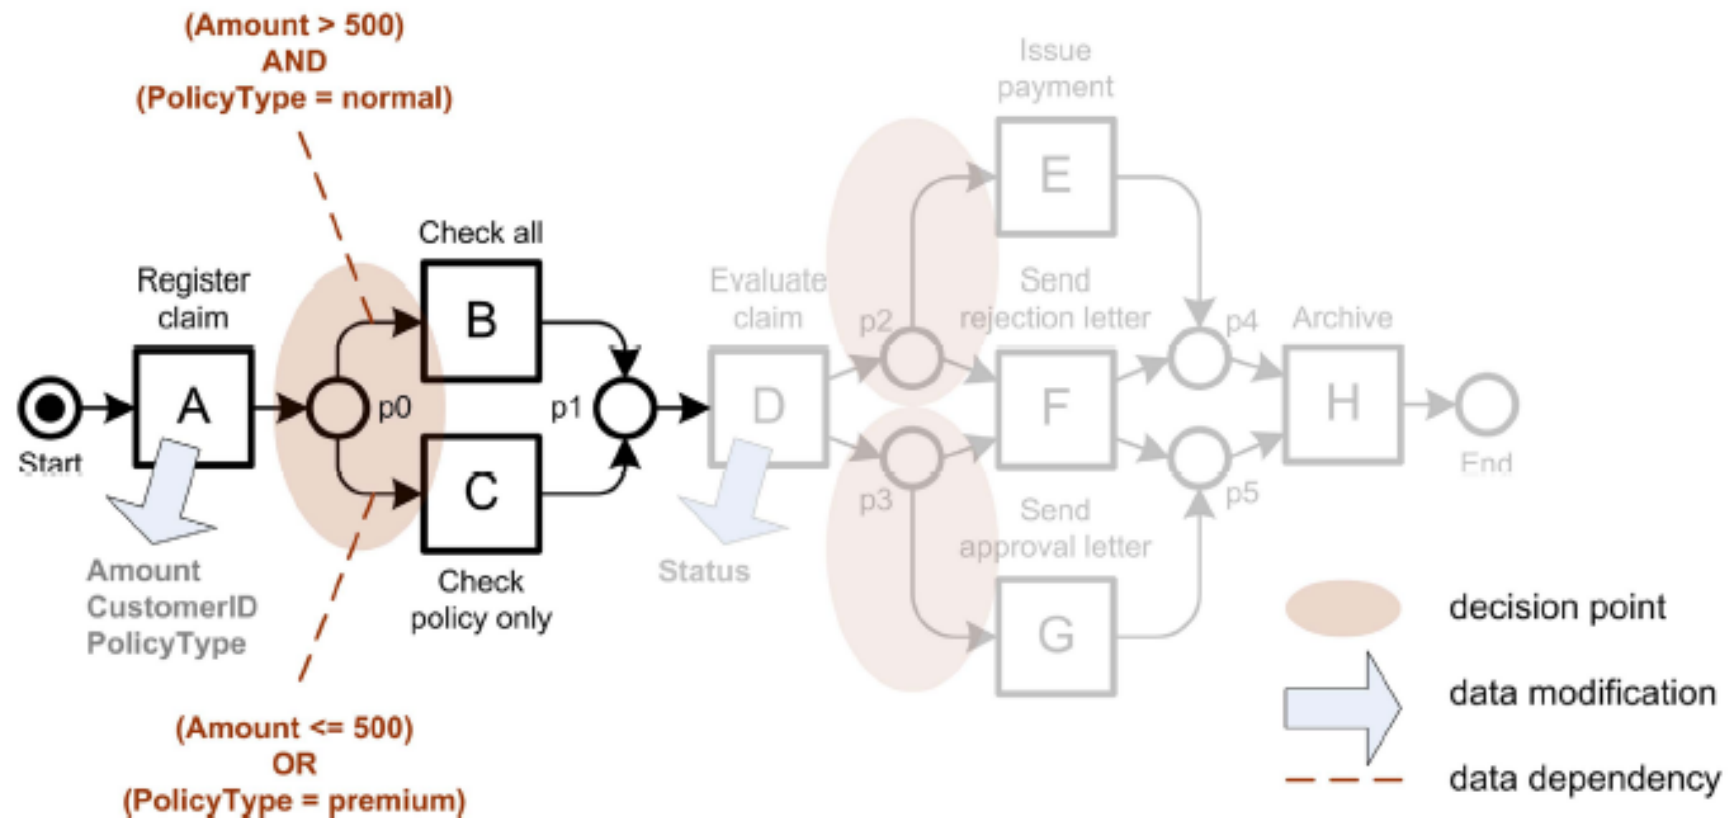 (Amount > 500)
AND
(PolicyType = normal)
Issue
payment
E
Check all
B
Register
claim
A
Start
p0
p1
C
Check
policy only
Amount
CustomerID
PolicyType
(Amount <= 500)
OR
(PolicyType = premium)
Evaluate
claim
D
Status
p2
p3
Send
rejection letter
F
Send
approval letter
G
p4
p5
Archive
H
End
decision point
data modification
data dependency